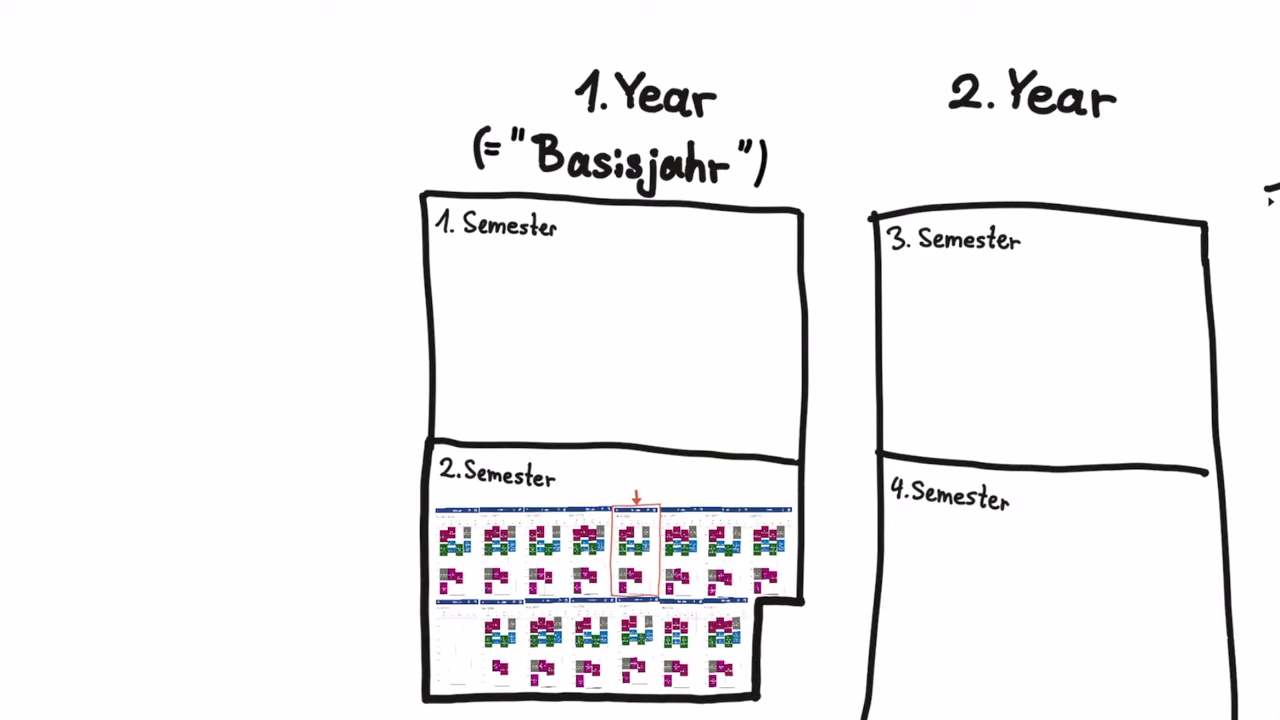 1. Year
(= "Basisjahr")
1. Semester
2. Semester
2. Year
3. Semester
4. Semester